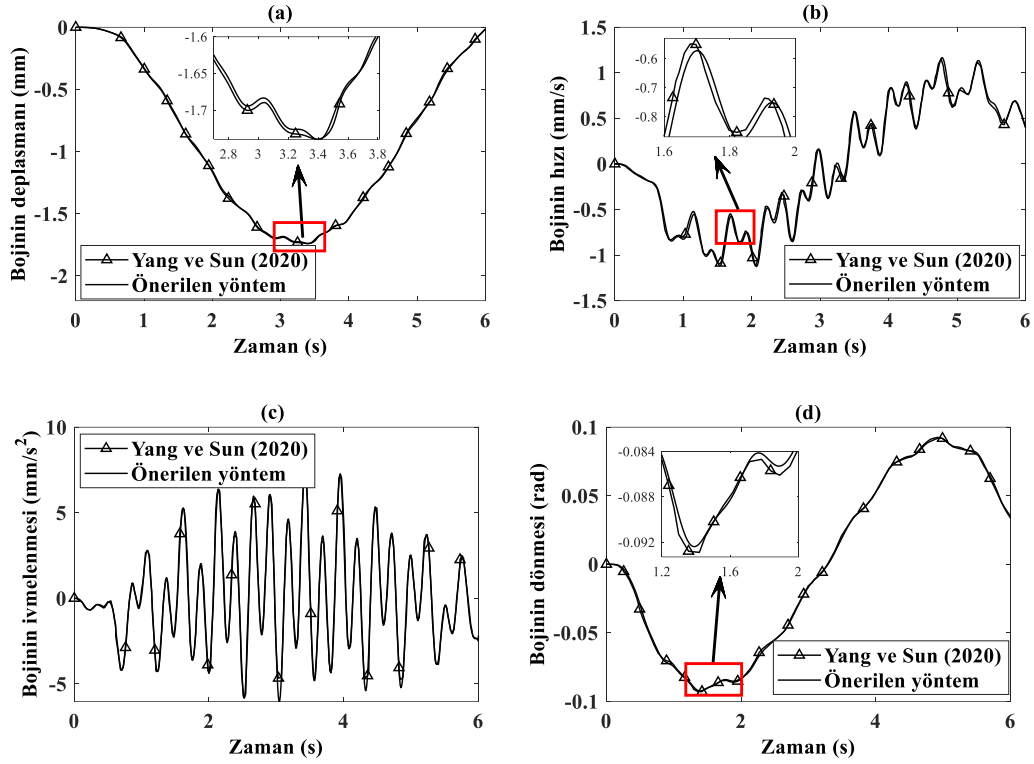 (a)
Bojinin deplasmanı (mm)
0
-0.5
-1
-1.5
-2
-1.6
-1.65
-1.7
2.8 3 3.2 3.4 3.6 3.8
Yang ve Sun (2020)
Önerilen yöntem
0 1 2 3 4 5 6
Zaman (s)
(b)
Bojinin hızı (mm/s)
1.5
1
0.5
0
-0.5
-1
-1.5
-0.6
-0.7
-0.8
1.6 1.8 2
Yang ve Sun (2020)
Önerilen yöntem
0 1 2 3 4 5 6
Zaman (s)
(c)
Bojinin ivmelenmesi (mm/s²)
10
5
0
-5
Yang ve Sun (2020)
Önerilen yöntem
0 2 4 6
Zaman (s)
(d)
Bojinin dönmesi (rad)
0.1
0.05
0
-0.05
-0.1
-0.084
-0.088
-0.092
1.2 1.6 2
Yang ve Sun (2020)
Önerilen yöntem
0 2 4 6
Zaman (s)